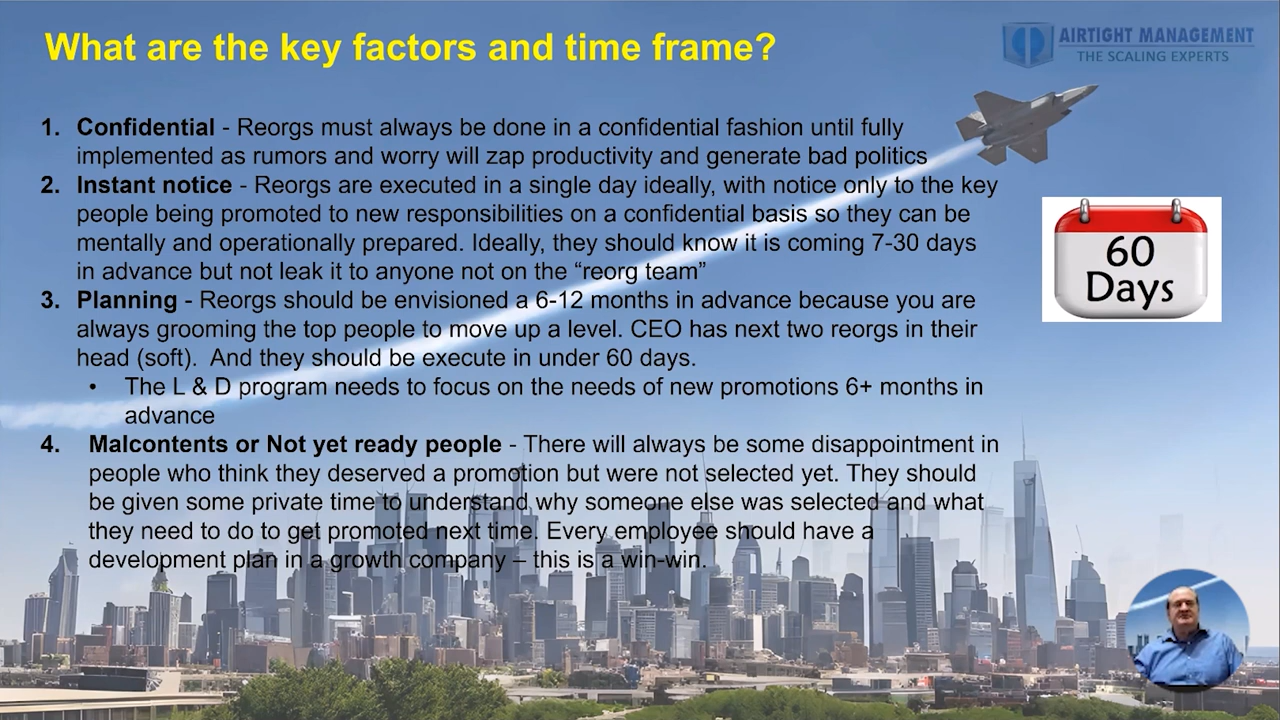 What are the key factors and time frame?
AIRTIGHT MANAGEMENT
THE SCALING EXPERTS
1. Confidential - Reorgs must always be done in a confidential fashion until fully
implemented as rumors and worry will zap productivity and generate bad politics
2. Instant notice - Reorgs are executed in a single day ideally, with notice only to the key
people being promoted to new responsibilities on a confidential basis so they can be
mentally and operationally prepared. Ideally, they should know it is coming 7-30 days
in advance but not leak it to anyone not on the “reorg team”
3. Planning - Reorgs should be envisioned a 6-12 months in advance because you are
always grooming the top people to move up a level. CEO has next two reorgs in their
head (soft). And they should be execute in under 60 days.
• The L & D program needs to focus on the needs of new promotions 6+ months in
advance
4. Malcontents or Not yet ready people - There will always be some disappointment in
people who think they deserved a promotion but were not selected yet. They should
be given some private time to understand why someone else was selected and what
they need to do to get promoted next time. Every employee should have a
development plan in a growth company – this is a win-win.
60
Days